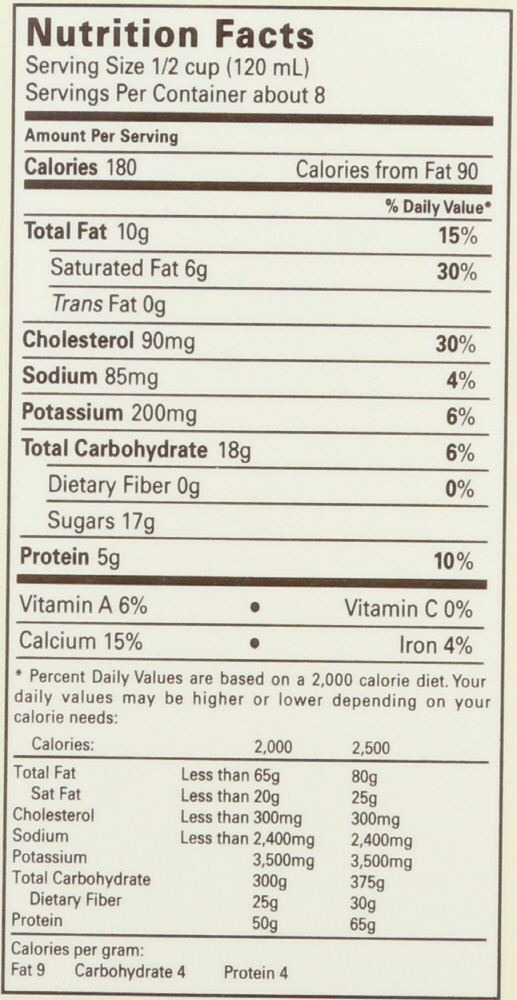 Nutrition Facts
Serving Size 1/2 cup (120 mL)
Servings Per Container about 8
Amount Per Serving
Calories 180 Calories from Fat 90
% Daily Value*
Total Fat 10g 15%
Saturated Fat 6g 30%
Trans Fat 0g
Cholesterol 90mg 30%
Sodium 85mg 4%
Potassium 200mg 6%
Total Carbohydrate 18g 6%
Dietary Fiber 0g 0%
Sugars 17g
Protein 5g 10%
Vitamin A 6% • Vitamin C 0%
Calcium 15% • Iron 4%
* Percent Daily Values are based on a 2,000 calorie diet. Your
daily values may be higher or lower depending on your
calorie needs:
Calories: 2,000 2,500
Total Fat Less than 65g 80g
Sat Fat Less than 20g 25g
Cholesterol Less than 300mg 300mg
Sodium Less than 2,400mg 2,400mg
Potassium 3,500mg 3,500mg
Total Carbohydrate 300g 375g
Dietary Fiber 25g 30g
Protein 50g 65g
Calories per gram:
Fat 9 Carbohydrate 4 Protein 4